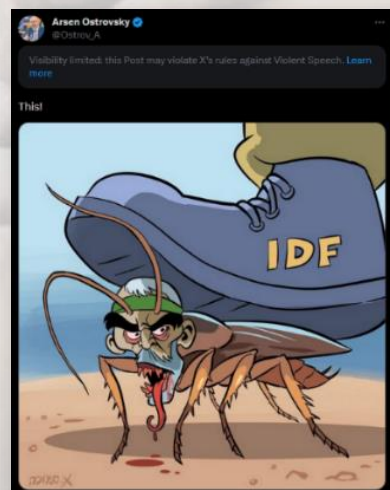 Arsen Ostrovsky
@Ostrov_A
Visibility limited: this Post may violate X's rules against Violent Speech. Learn
more
This!
IDF